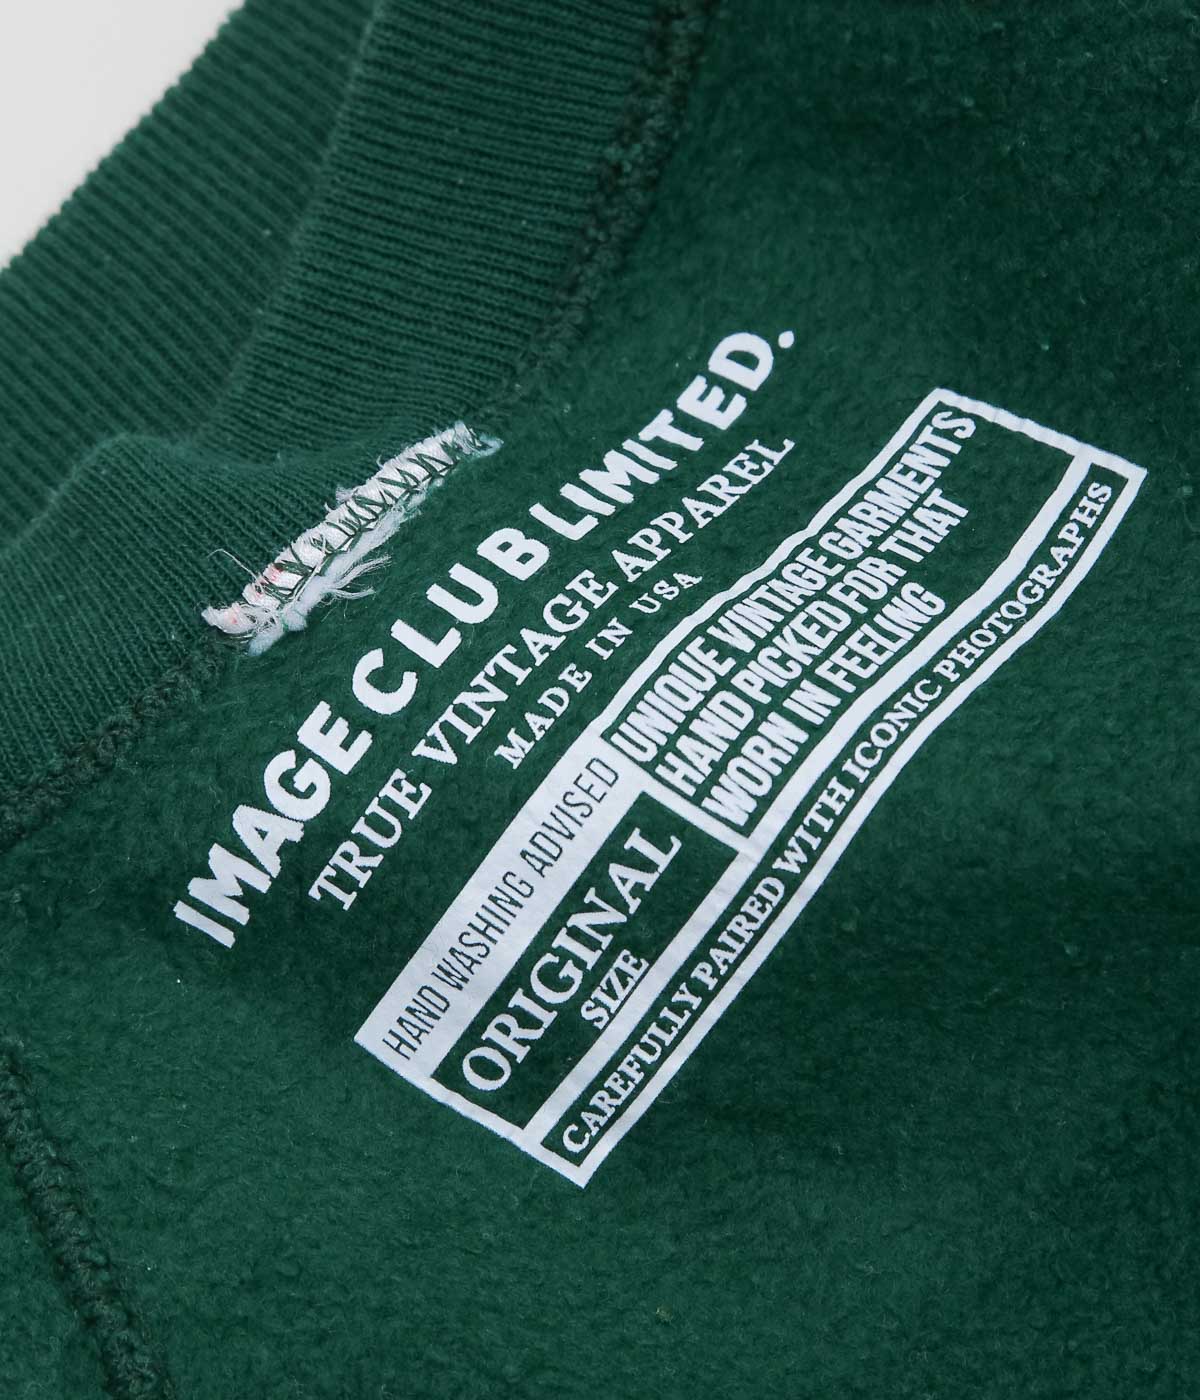 IMAGE CLUB LIMITED.
TRUE VINTAGE APPAREL
MADE IN USA
HAND WASHING ADVISED
UNIQUE VINTAGE GARMENTS
HAND PICKED FOR THAT
WORN IN FEELING
ORIGINAL
SIZE
CAREFULLY PAIRED WITH ICONIC PHOTOGRAPHS